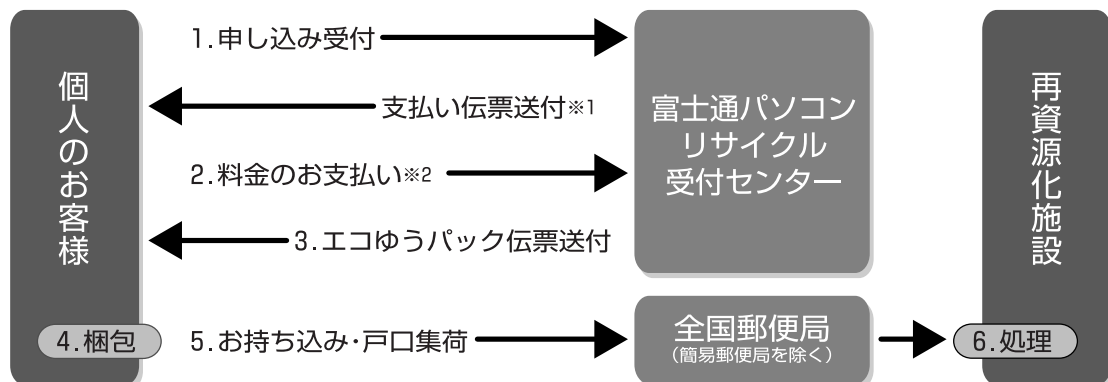 個人のお客様
1.申し込み受付
支払い伝票送付※1
2.料金のお支払い※2
3.エコゆうパック伝票送付
4.梱包
5.お持ち込み・戸口集荷
富士通パソコン
リサイクル
受付センター
全国郵便局
（簡易郵便局を除く）
再資源化施設
6.処理